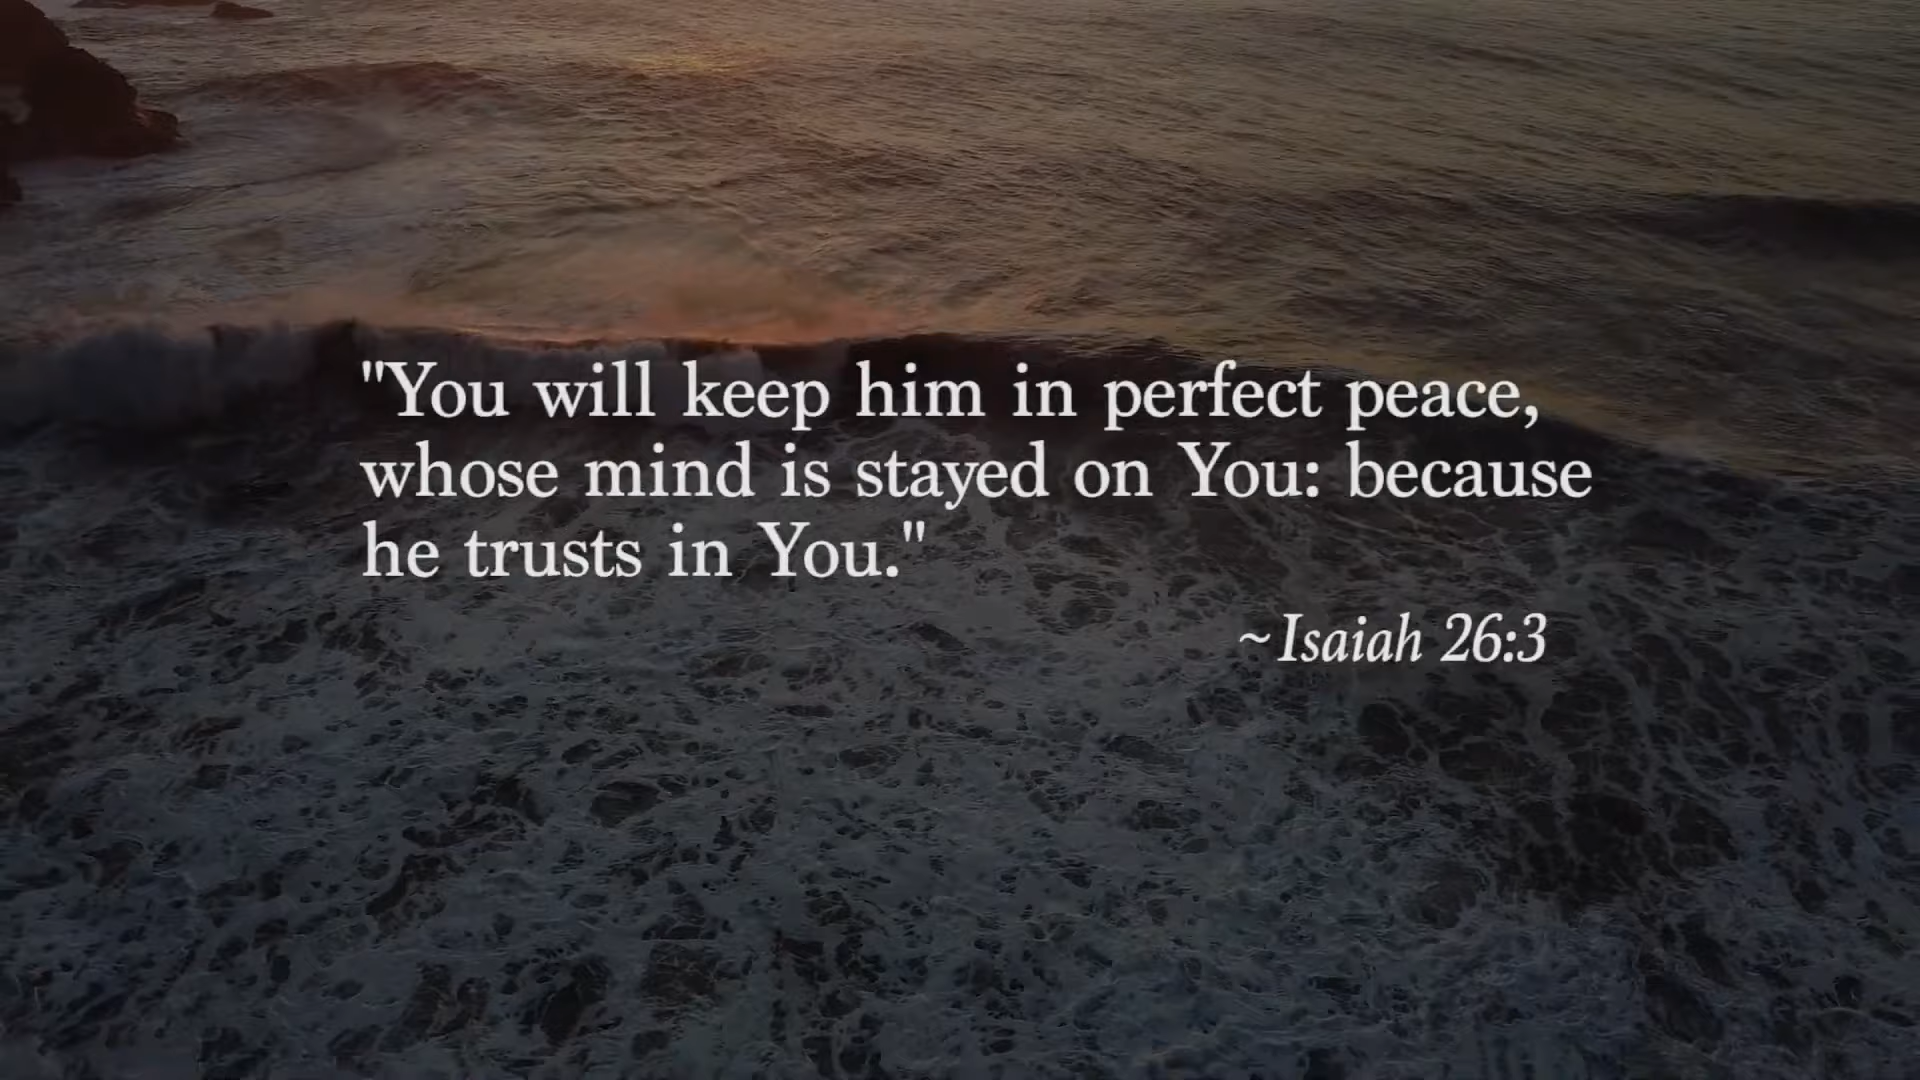 "You will keep him in perfect peace,
whose mind is stayed on You: because
he trusts in You."
~Isaiah 26:3